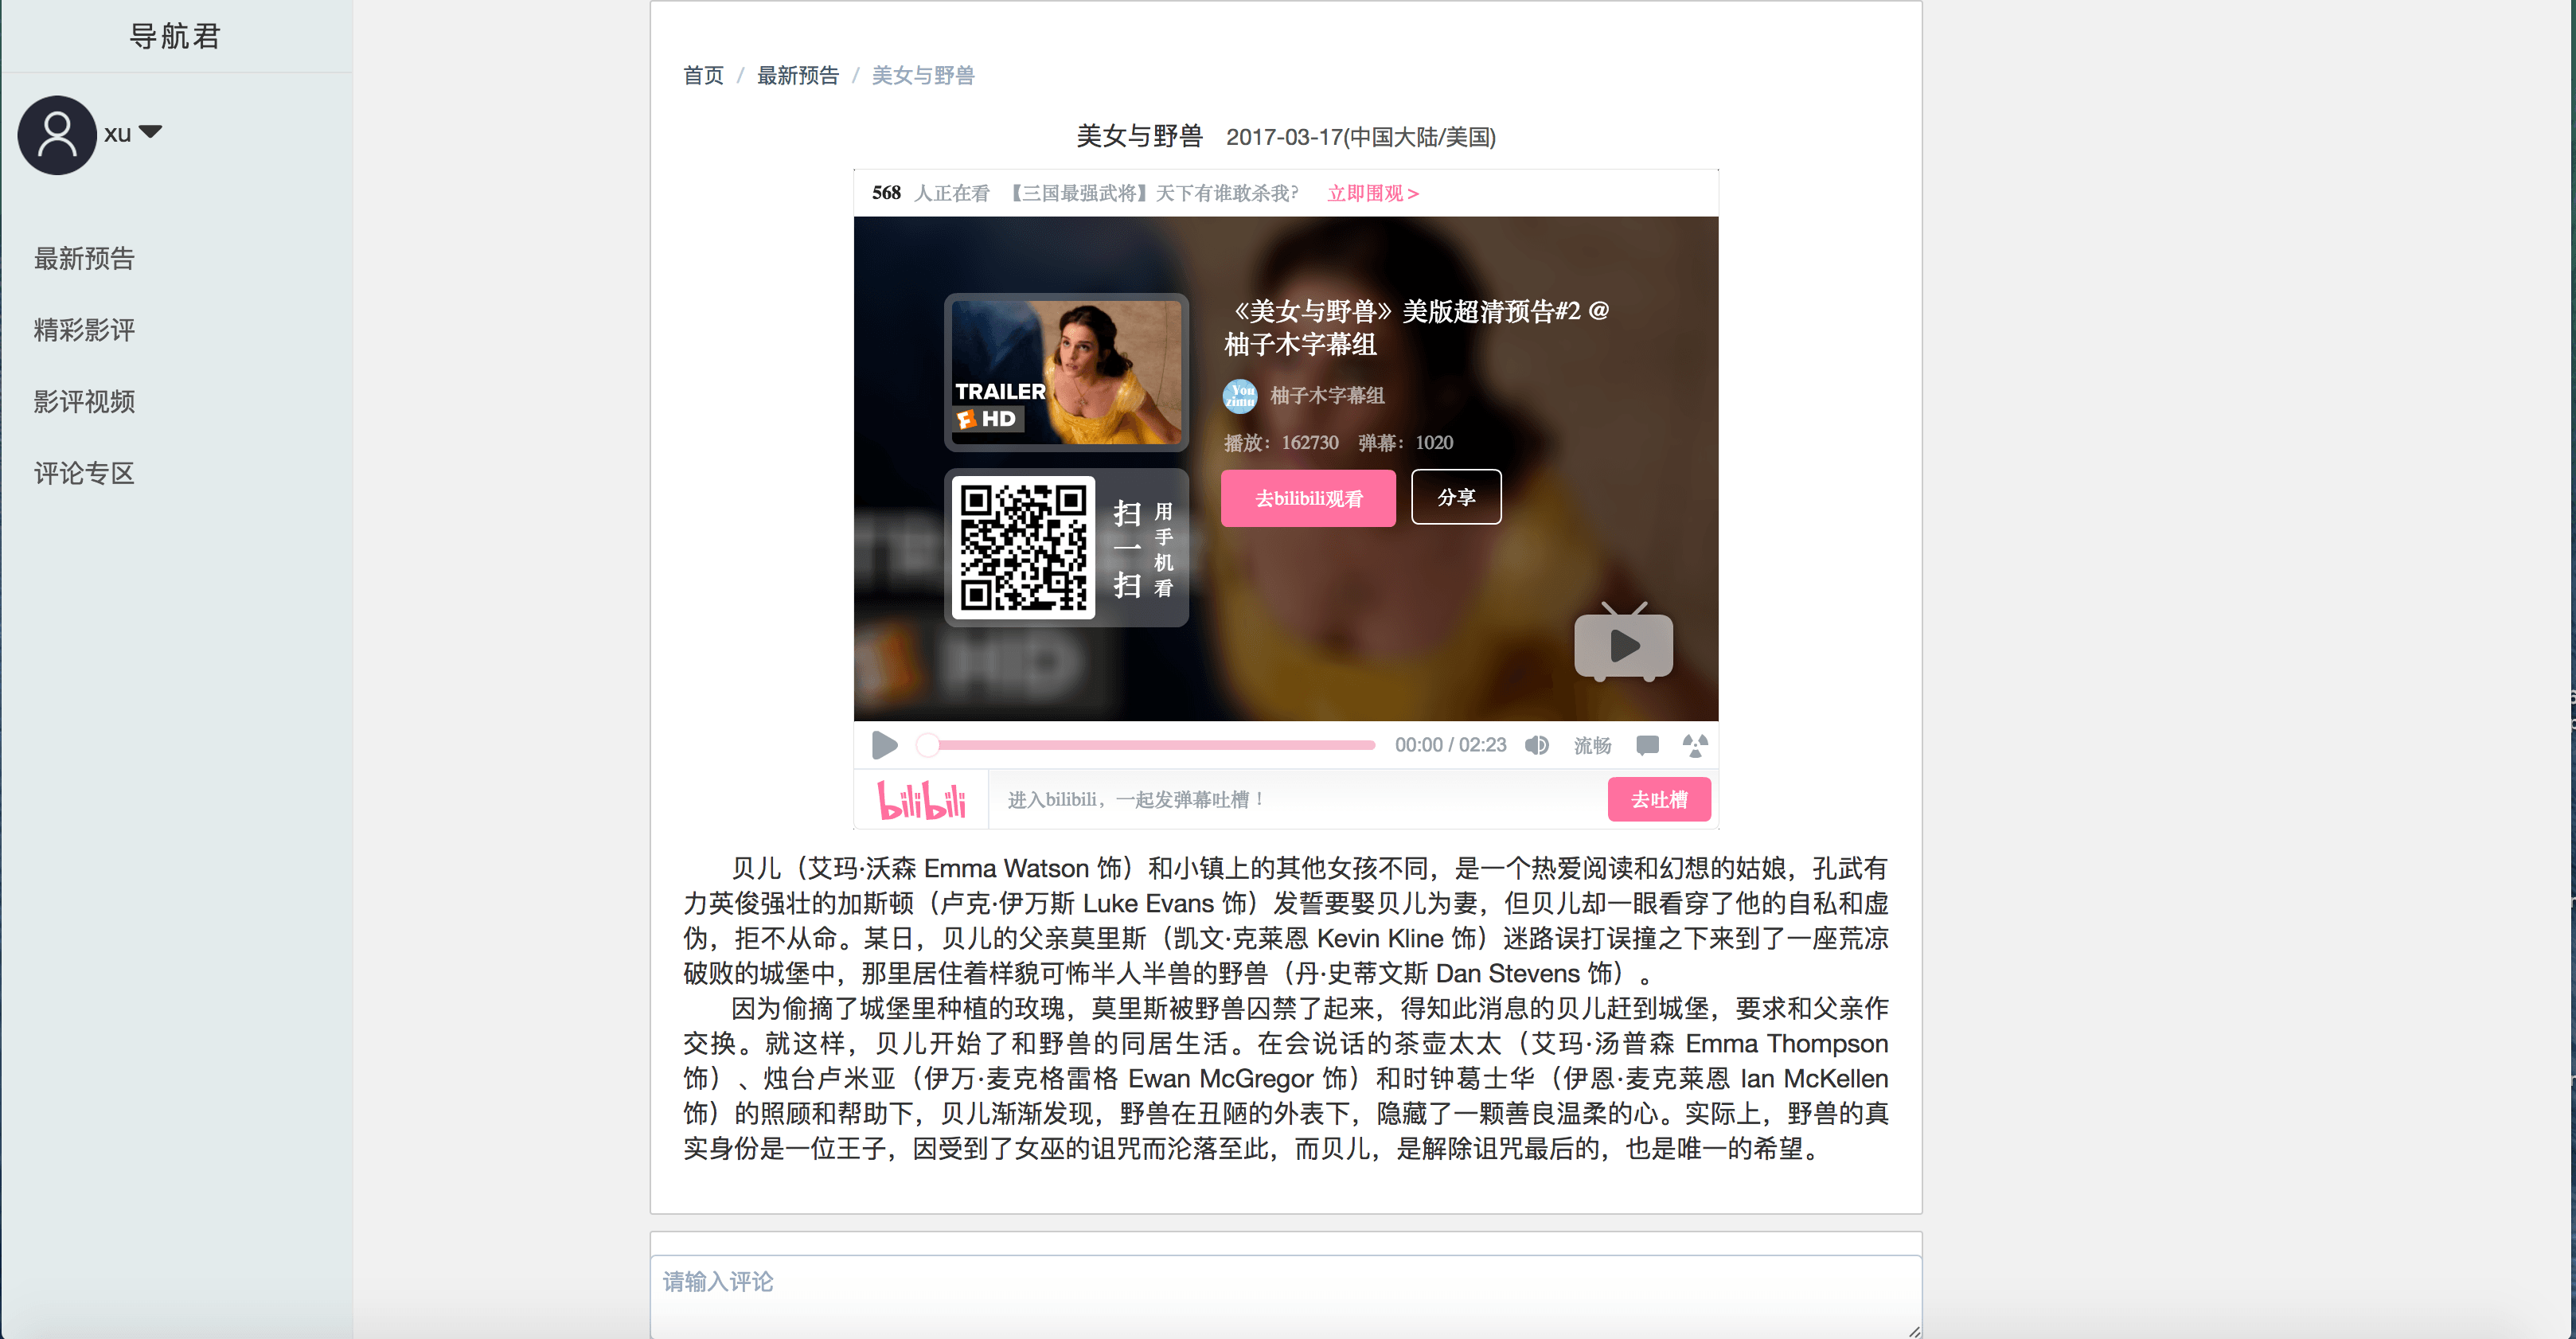 导航君
xu
最新预告
精彩影评
影评视频
评论专区
首页 / 最新预告 / 美女与野兽
美女与野兽 2017-03-17(中国大陆/美国)
568 人正在看 【三国最强武将】天下有谁敢杀我? 立即围观 >
TRAILER
HD
《美女与野兽》美版超清预告#2 @
柚子木字幕组
You
zimu
柚子木字幕组
播放：162730 弹幕：1020
去bilibili观看 分享
扫一扫
用手机看
TR
HD
00:00 / 02:23 流畅
bilibili 进入bilibili，一起发弹幕吐槽！ 去吐槽
贝儿（艾玛·沃森 Emma Watson 饰）和小镇上的其他女孩不同，是一个热爱阅读和幻想的姑娘，孔武有
力英俊强壮的加斯顿（卢克·伊万斯 Luke Evans 饰）发誓要娶贝儿为妻，但贝儿却一眼看穿了他的自私和虚
伪，拒不从命。某日，贝儿的父亲莫里斯（凯文·克莱恩 Kevin Kline 饰）迷路误打误撞之下来到了一座荒凉
破败的城堡中，那里居住着样貌可怖半人半兽的野兽（丹·史蒂文斯 Dan Stevens 饰）。
因为偷摘了城堡里种植的玫瑰，莫里斯被野兽囚禁了起来，得知此消息的贝儿赶到城堡，要求和父亲作
交换。就这样，贝儿开始了和野兽的同居生活。在会说话的茶壶太太（艾玛·汤普森 Emma Thompson
饰）、烛台卢米亚（伊万·麦克格雷格 Ewan McGregor 饰）和时钟葛士华（伊恩·麦克莱恩 Ian McKellen
饰）的照顾和帮助下，贝儿渐渐发现，野兽在丑陋的外表下，隐藏了一颗善良温柔的心。实际上，野兽的真
实身份是一位王子，因受到了女巫的诅咒而沦落至此，而贝儿，是解除诅咒最后的，也是唯一的希望。
请输入评论